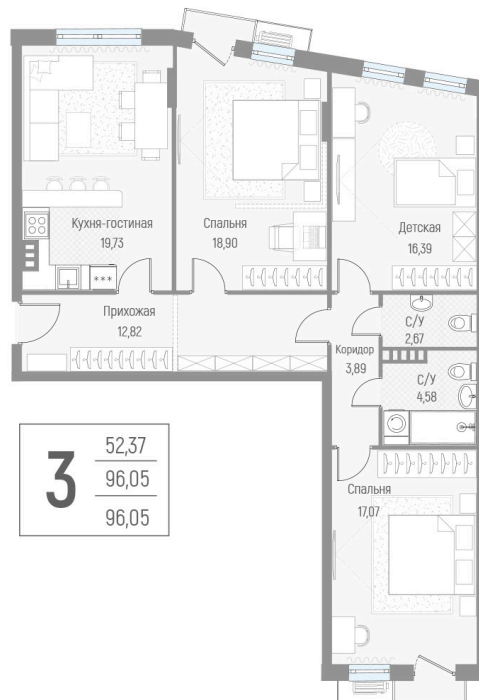 Кухня-гостиная
19,73
Спальня
18,90
Детская
16,39
Прихожая
12,82
С/У
2,67
Коридор
3,89
С/У
4,58
3
52,37
96,05
96,05
Спальня
17,07